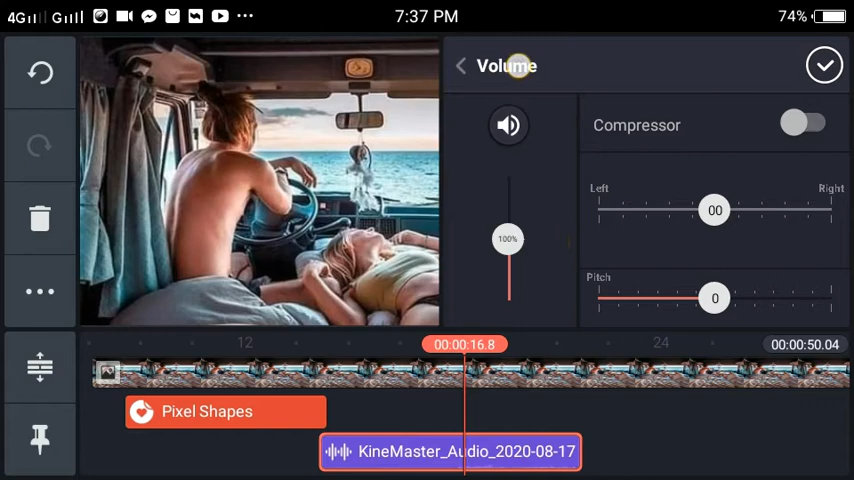 4G
G
7:37 PM
74%
Volume
Compressor
Left
Right
00
100%
Pitch
0
12
00:00:16.8
24
00:00:50.04
Pixel Shapes
KineMaster_Audio_2020-08-17